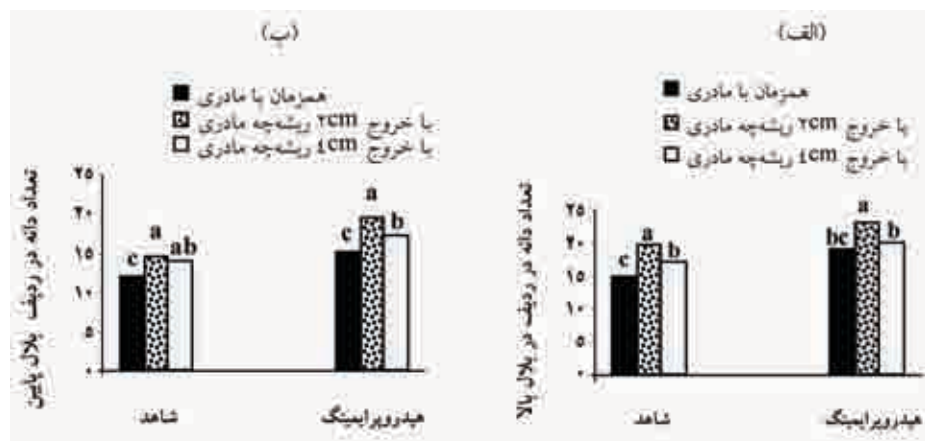 (الف)
همزمان با مادری
با خروج ۲cm ریشه‌چه مادری
با خروج ٤cm ریشه‌چه مادری
تعداد دانه در ردیف در بلال بالا
۲۵
۲۰
۱۵
۱۰
۵
۰
c a b
bc a b
شاهد
هیدروپرایمینگ
(ب)
همزمان با مادری
با خروج ۲cm ریشه‌چه مادری
با خروج ٤cm ریشه‌چه مادری
تعداد دانه در ردیف بلال پایین
۲۵
۲۰
۱۵
۱۰
۵
۰
c a ab
c a b
شاهد
هیدروپرایمینگ